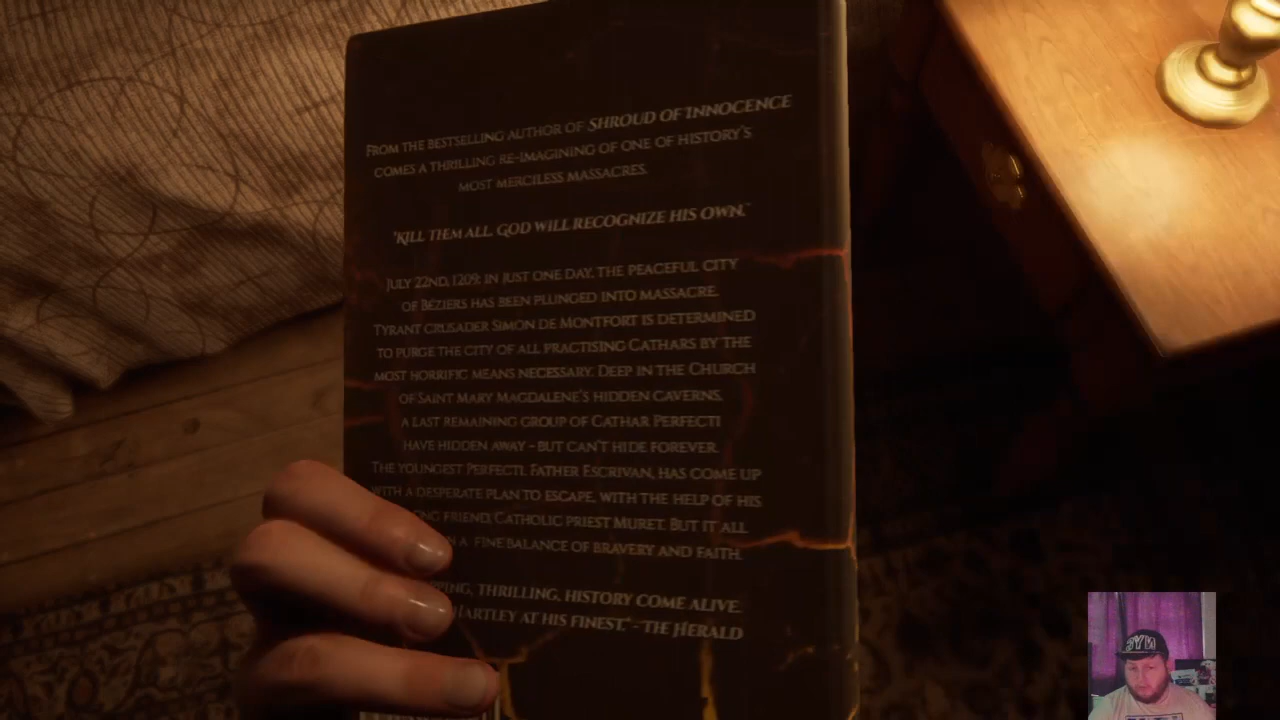 FROM THE BESTSELLING AUTHOR OF SHROUD OF INNOCENCE
COMES A THRILLING RE-IMAGINING OF ONE OF HISTORY'S
MOST MERCILESS MASSACRES.
"KILL THEM ALL. GOD WILL RECOGNIZE HIS OWN."
JULY 22ND, 1209: IN JUST ONE DAY, THE PEACEFUL CITY
OF BÉZIERS HAS BEEN PLUNGED INTO MASSACRE.
TYRANT CRUSADER SIMON DE MONTFORT IS DETERMINED
TO PURGE THE CITY OF ALL PRACTISING CATHARS BY THE
MOST HORRIFIC MEANS NECESSARY. DEEP IN THE CHURCH
OF SAINT MARY MAGDALENE'S HIDDEN CAVERNS,
A LAST REMAINING GROUP OF CATHAR PERFECTI
HAVE HIDDEN AWAY - BUT CAN'T HIDE FOREVER.
THE YOUNGEST PERFECTI, FATHER ESCRIVAN, HAS COME UP
WITH A DESPERATE PLAN TO ESCAPE, WITH THE HELP OF HIS
FRIEND, CATHOLIC PRIEST MURET. BUT IT ALL
A FINE BALANCE OF BRAVERY AND FAITH.
THRILLING, HISTORY COME ALIVE.
HARTLEY AT HIS FINEST." - THE HERALD
SYM